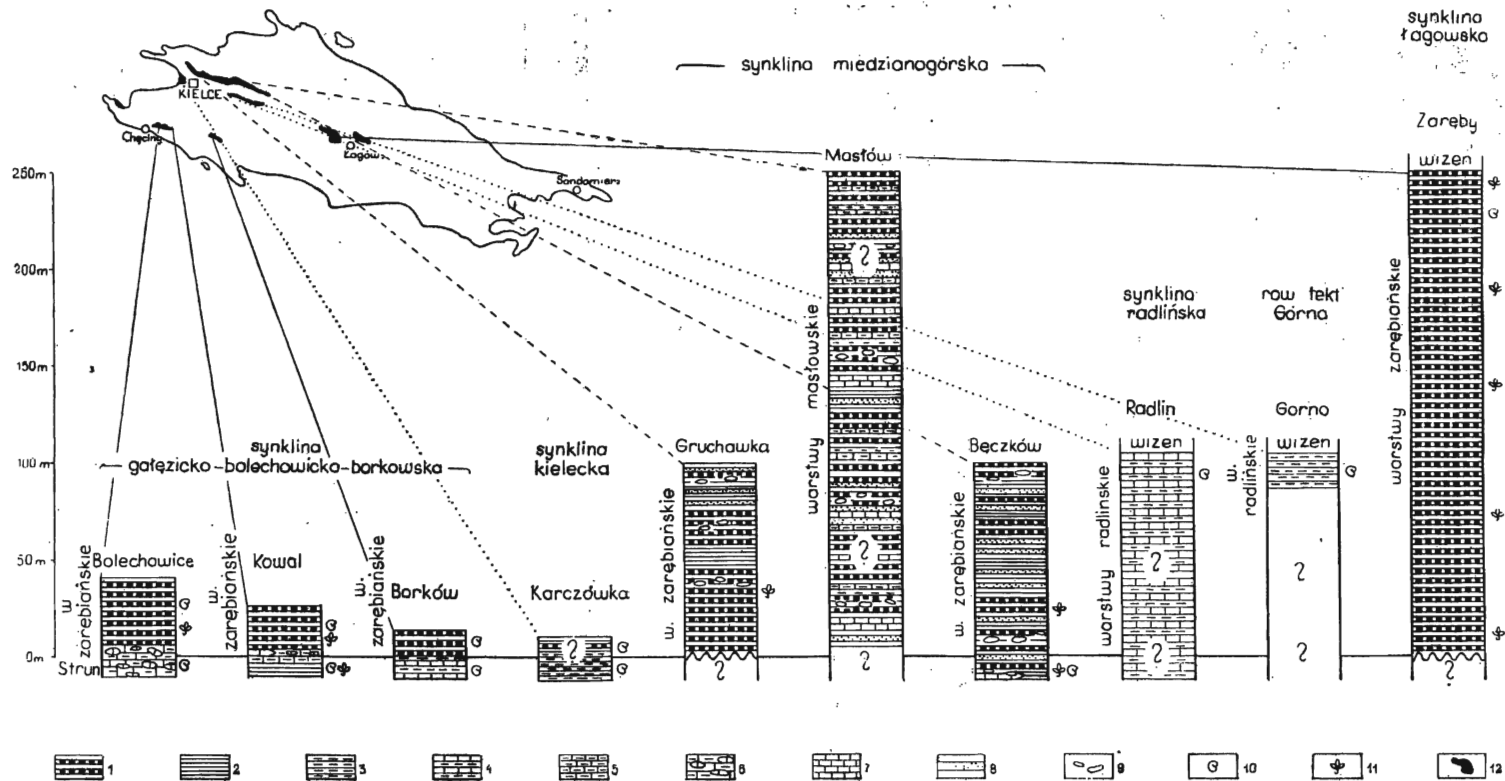 synklina
łagowska
synklina miedzianogórska
KIELCE
Chęciny
Łagów
Sandomierz
Zaręby
wizen
Masłów
250m
200m
150m
100m
50m
0m
warstwy masłowskie
synklina
radlińska
row tekt
Górna
warstwy zarębiańskie
Radlin
wizen
warstwy radlinskie
Gorno
wizen
w. radlińskie
synklina
gałęzicko-bolechowicko-borkowska
synklina
kielecka
Gruchawka
w. zarębiańskie
Bęczków
w. zarębiańskie
Bolechowice
w. zarębiańskie
Kowal
w. zarębiańskie
Borków
w. zarębiańskie
Karczówka
Strun
1 2 3 4 5 6 7 8 9 10 11 12